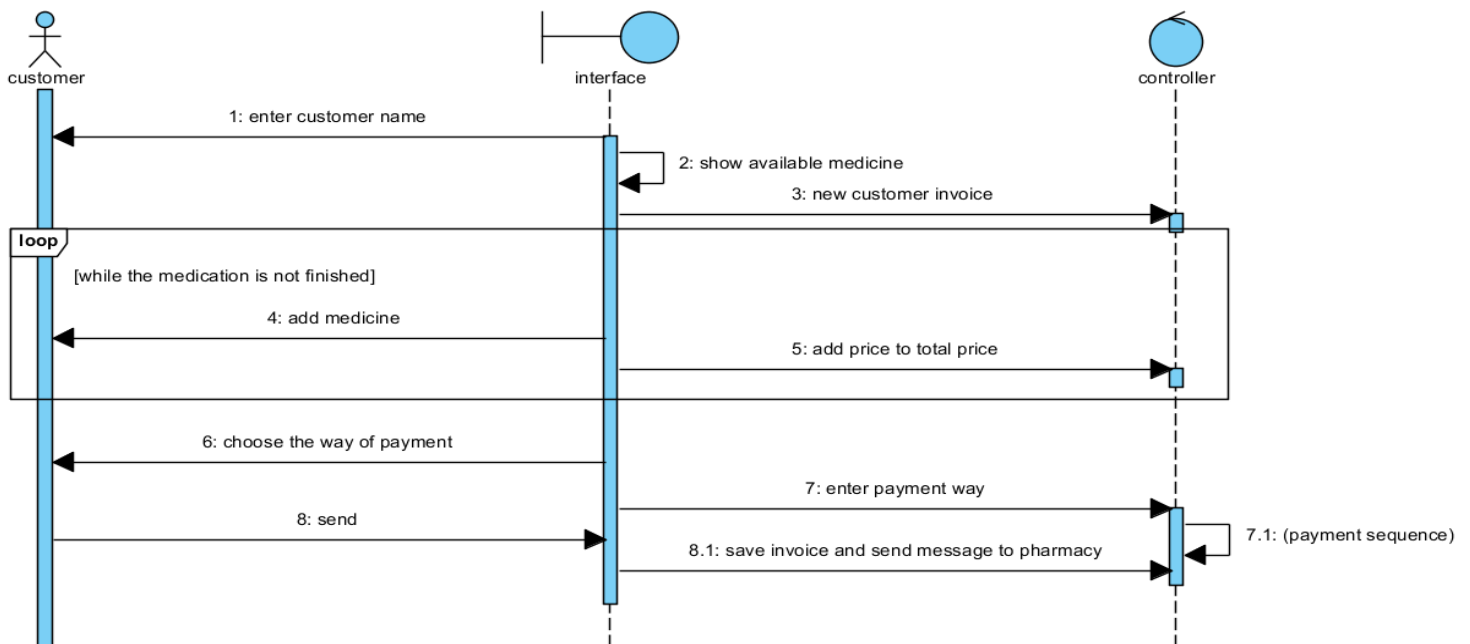 customer
interface
controller
1: enter customer name
2: show available medicine
3: new customer invoice
loop
[while the medication is not finished]
4: add medicine
5: add price to total price
6: choose the way of payment
7: enter payment way
8: send
7.1: (payment sequence)
8.1: save invoice and send message to pharmacy